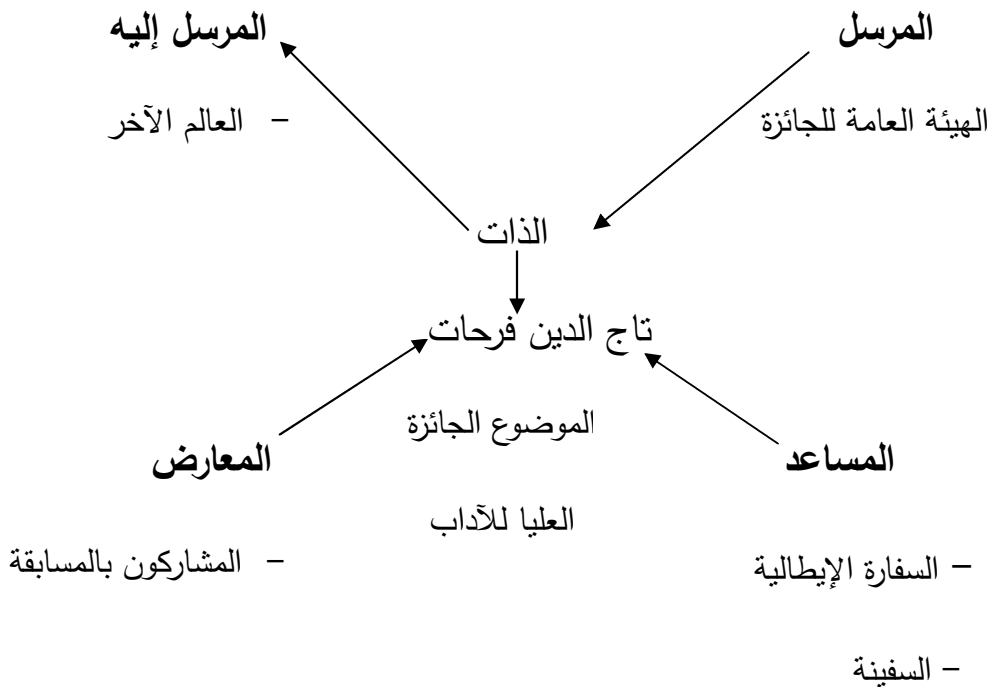 المرسل
المرسل إليه
الهيئة العامة للجائزة
– العالم الآخر
الذات
تاج الدين فرحات
الموضوع الجائزة
المساعد
المعارض
العليا للآداب
– السفارة الإيطالية
– المشاركون بالمسابقة
– السفينة